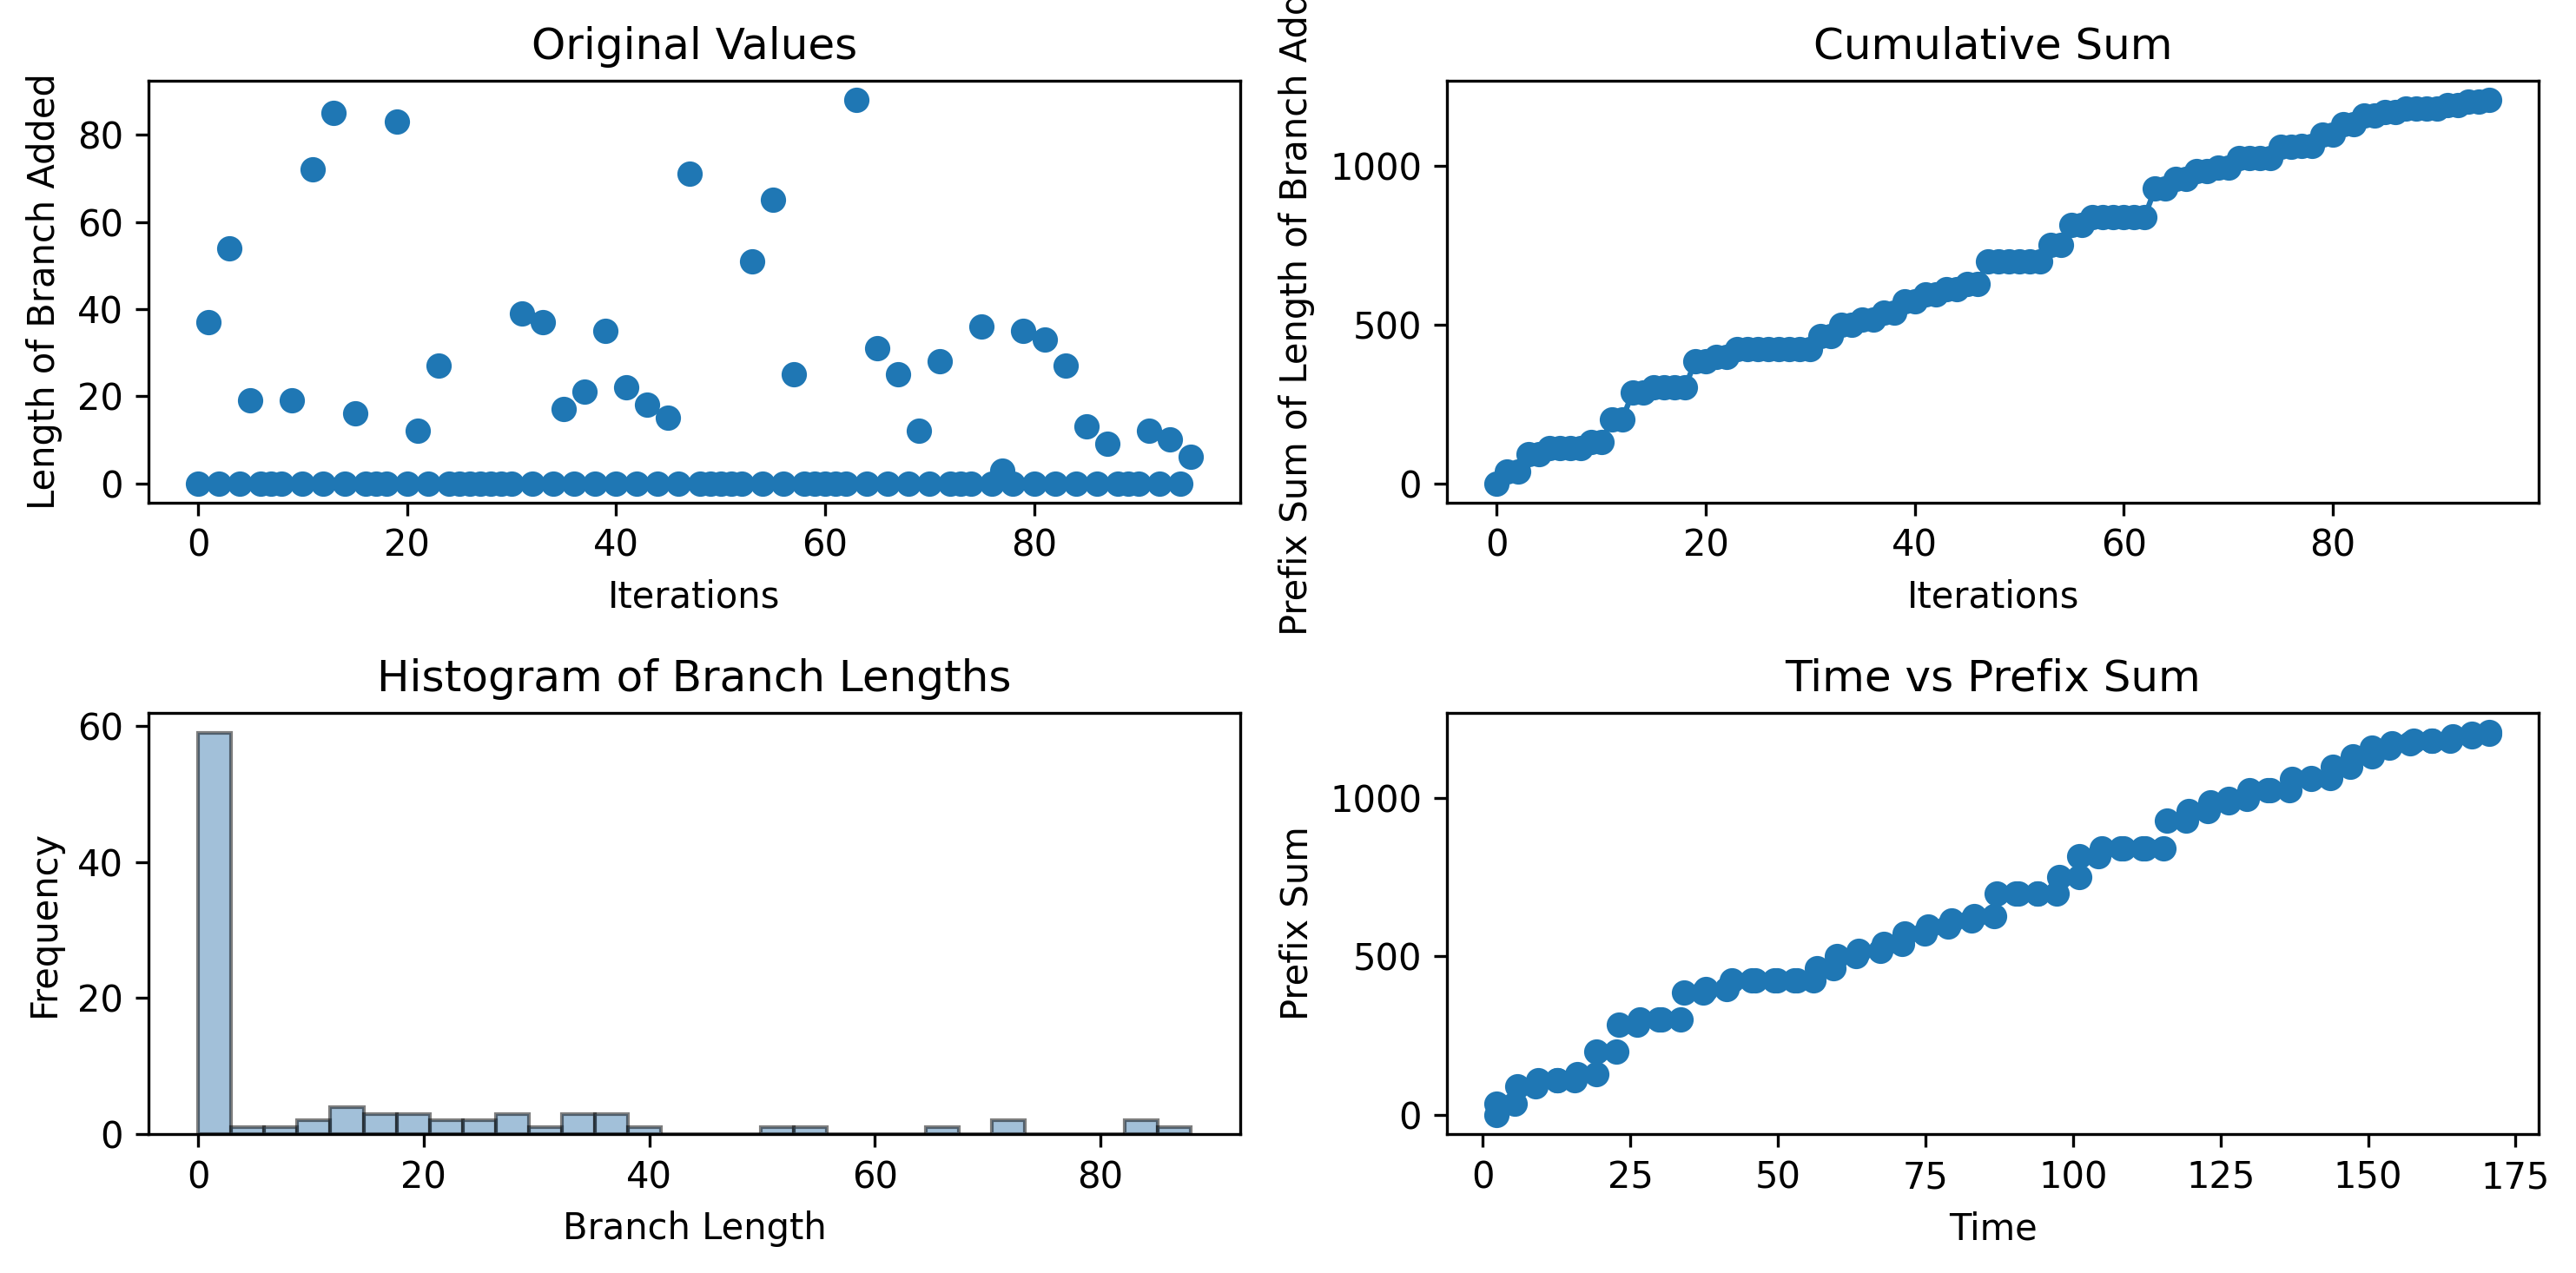 Original Values
Length of Branch Added
80
60
40
20
0
0 20 40 60 80
Iterations
Cumulative Sum
Prefix Sum of Length of Branch
1000
500
0
0 20 40 60 80
Iterations
Histogram of Branch Lengths
Frequency
60
40
20
0
0 20 40 60 80
Branch Length
Time vs Prefix Sum
Prefix Sum
1000
500
0
0 25 50 75 100 125 150 175
Time